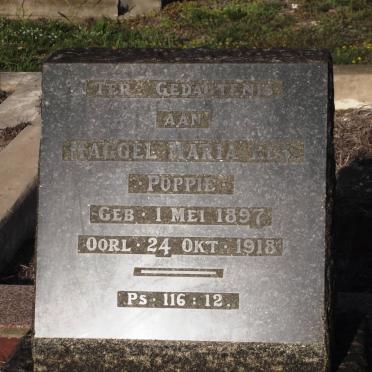 TER GEDAGTENIS
AAN
MARIA
POPPIE
GEB · 1 MEI 1897
OORL · 24 OKT · 1918
PS · 116 : 12.